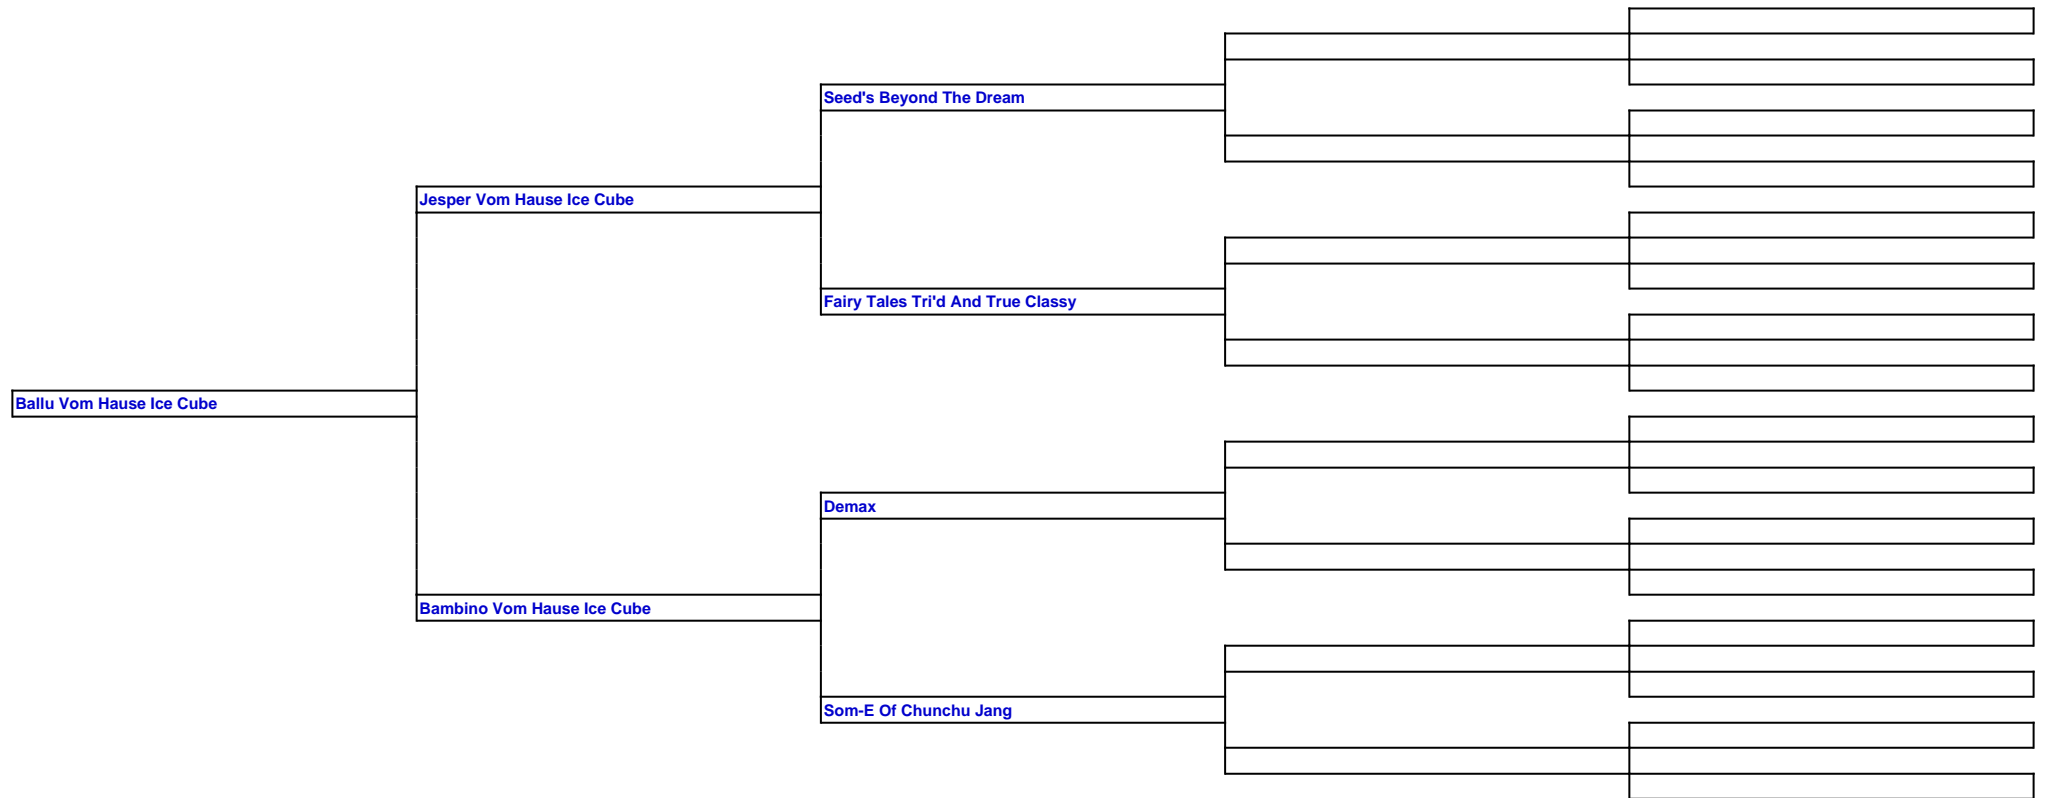 Seed's Beyond The Dream
Jesper Vom Hause Ice Cube
Fairy Tales Tri'd And True Classy
Ballu Vom Hause Ice Cube
Demax
Bambino Vom Hause Ice Cube
Som-E Of Chunchu Jang